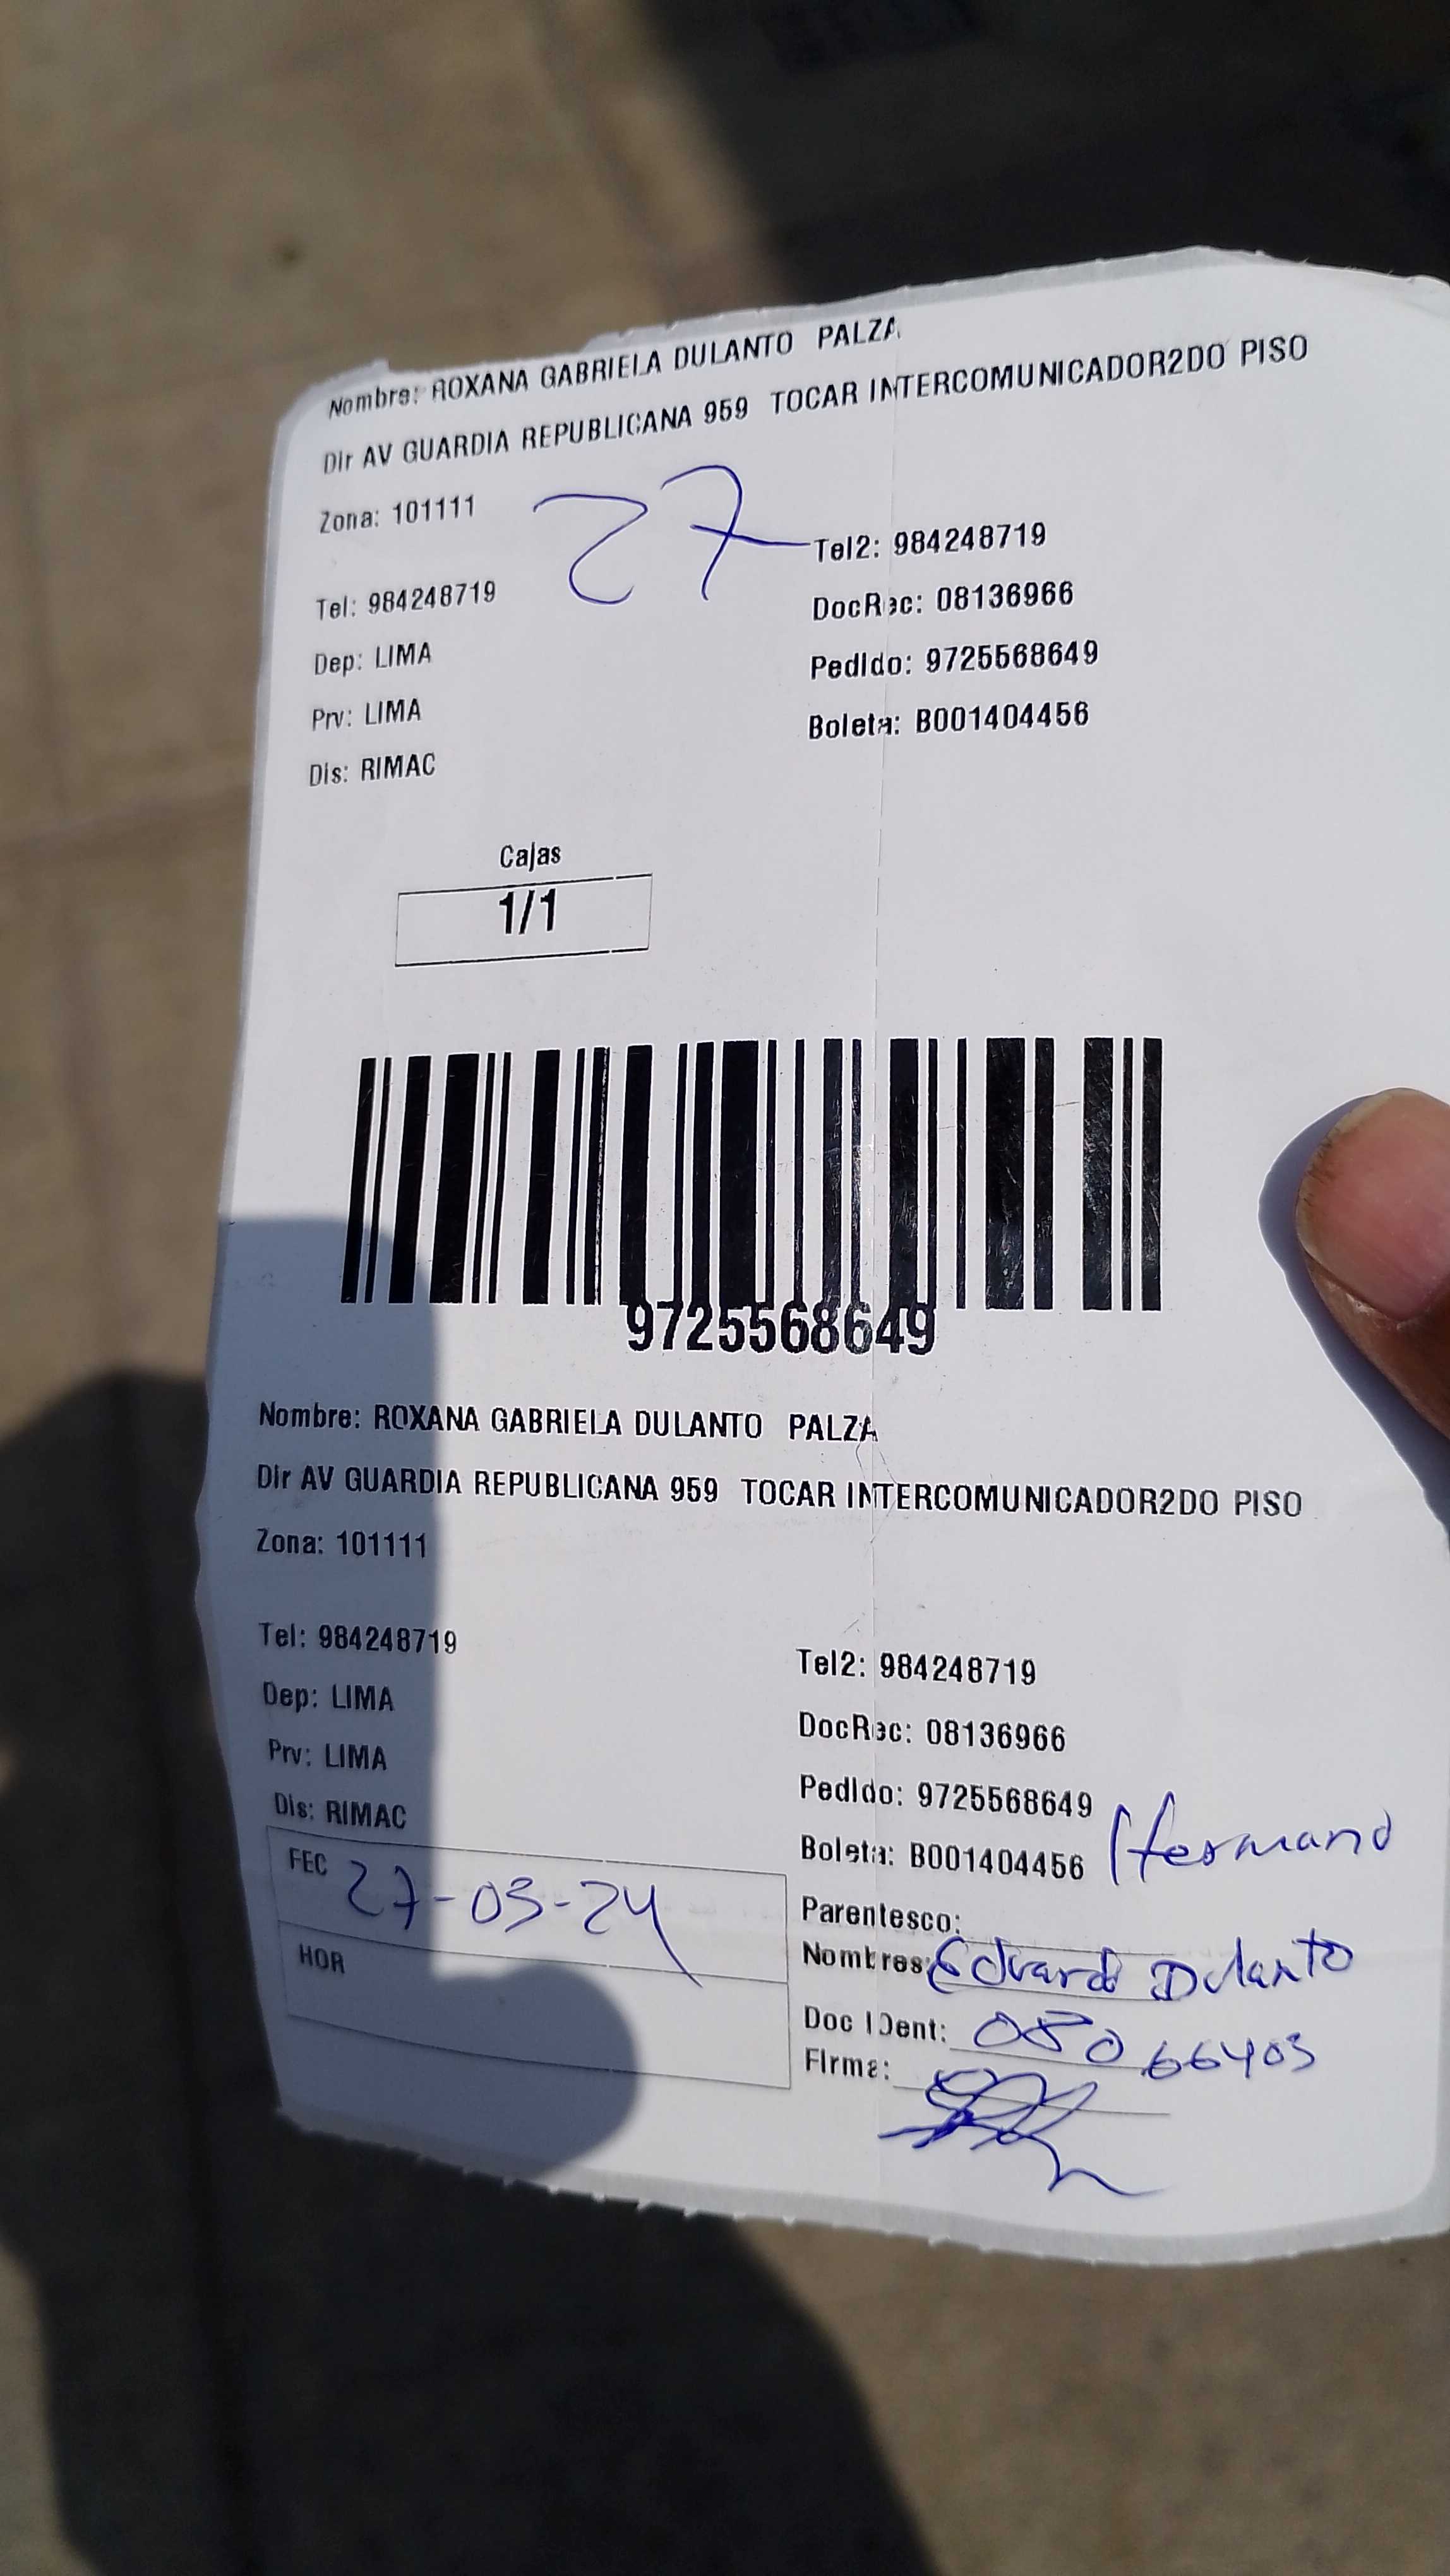 Nombre: ROXANA GABRIELA DULANTO PALZA
Dir AV GUARDIA REPUBLICANA 959 TOCAR INTERCOMUNICADOR2DO PISO
Zona: 101111
27
Tel: 984248719
Tel2: 984248719
Dep: LIMA
DocRec: 08136966
Prv: LIMA
Pedido: 9725568649
Dis: RIMAC
Boleta: B001404456
Cajas
1/1
9725568649
Nombre: ROXANA GABRIELA DULANTO PALZA
Dir AV GUARDIA REPUBLICANA 959 TOCAR INTERCOMUNICADOR2DO PISO
Zona: 101111
Tel: 984248719
Tel2: 984248719
Dep: LIMA
DocRec: 08136966
Prv: LIMA
Pedido: 9725568649
Dis: RIMAC
Boleta: B001404456
Hermano
FEC 27-03-24
Parentesco:
HOR
Nombres: Eduardo Dulanto
Doc IDent: 08066403
Firma: